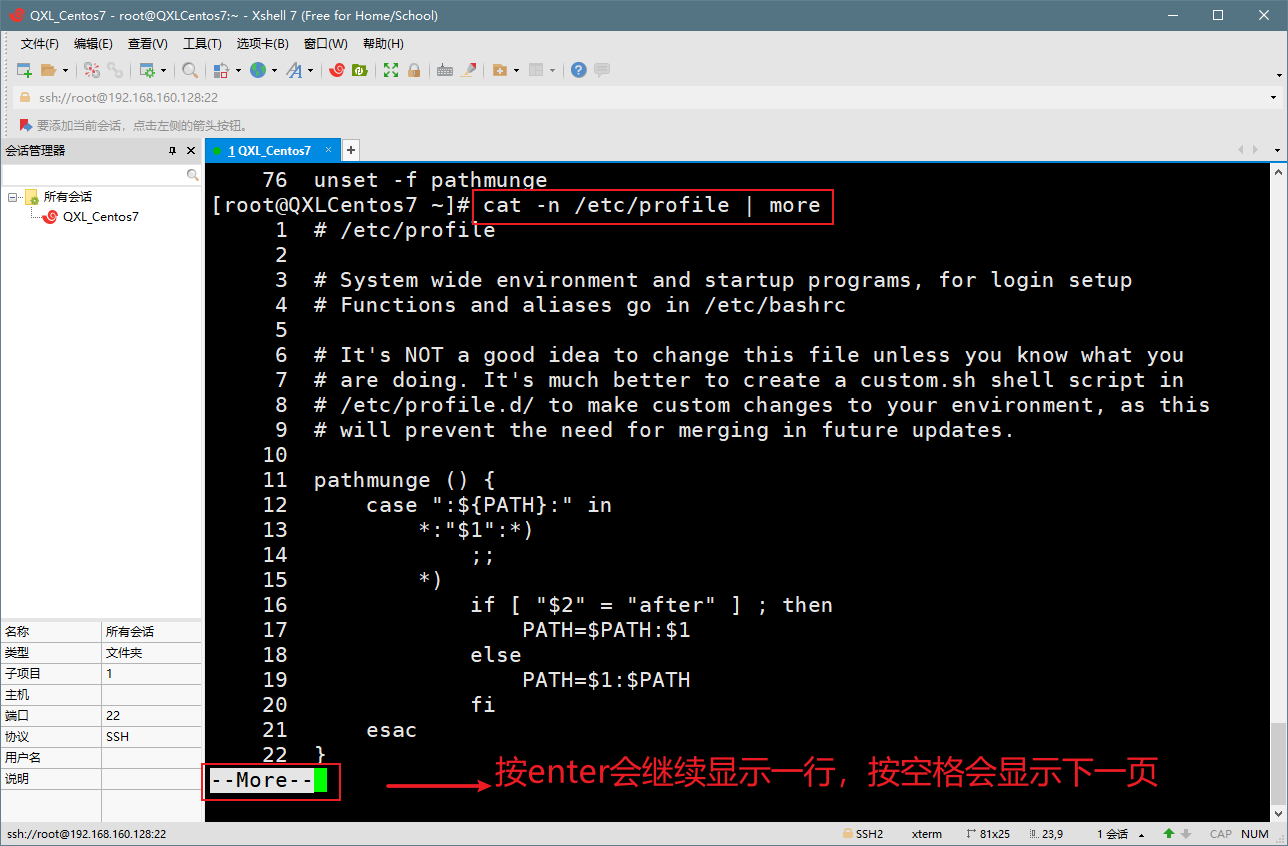 QXL_Centos7 - root@QXLCentos7:~ - Xshell 7 (Free for Home/School)
文件(F) 编辑(E) 查看(V) 工具(T) 选项卡(B) 窗口(W) 帮助(H)
ssh://root@192.168.160.128:22
要添加当前会话，点击左侧的箭头按钮。
会话管理器
1 QXL_Centos7
所有会话
QXL_Centos7
名称 所有会话
类型 文件夹
子项目 1
主机
端口 22
协议 SSH
用户名
说明
76 unset -f pathmunge
[root@QXLCentos7 ~]# cat -n /etc/profile | more
1 # /etc/profile
2
3 # System wide environment and startup programs, for login setup
4 # Functions and aliases go in /etc/bashrc
5
6 # It's NOT a good idea to change this file unless you know what you
7 # are doing. It's much better to create a custom.sh shell script in
8 # /etc/profile.d/ to make custom changes to your environment, as this
9 # will prevent the need for merging in future updates.
10
11 pathmunge () {
12 case ":${PATH}:" in
13 *:"$1":*)
14 ;;
15 *)
16 if [ "$2" = "after" ] ; then
17 PATH=$PATH:$1
18 else
19 PATH=$1:$PATH
20 fi
21 esac
22 }
--More--
按enter会继续显示一行，按空格会显示下一页
ssh://root@192.168.160.128:22 SSH2 xterm 81x25 23,9 1 会话 CAP NUM